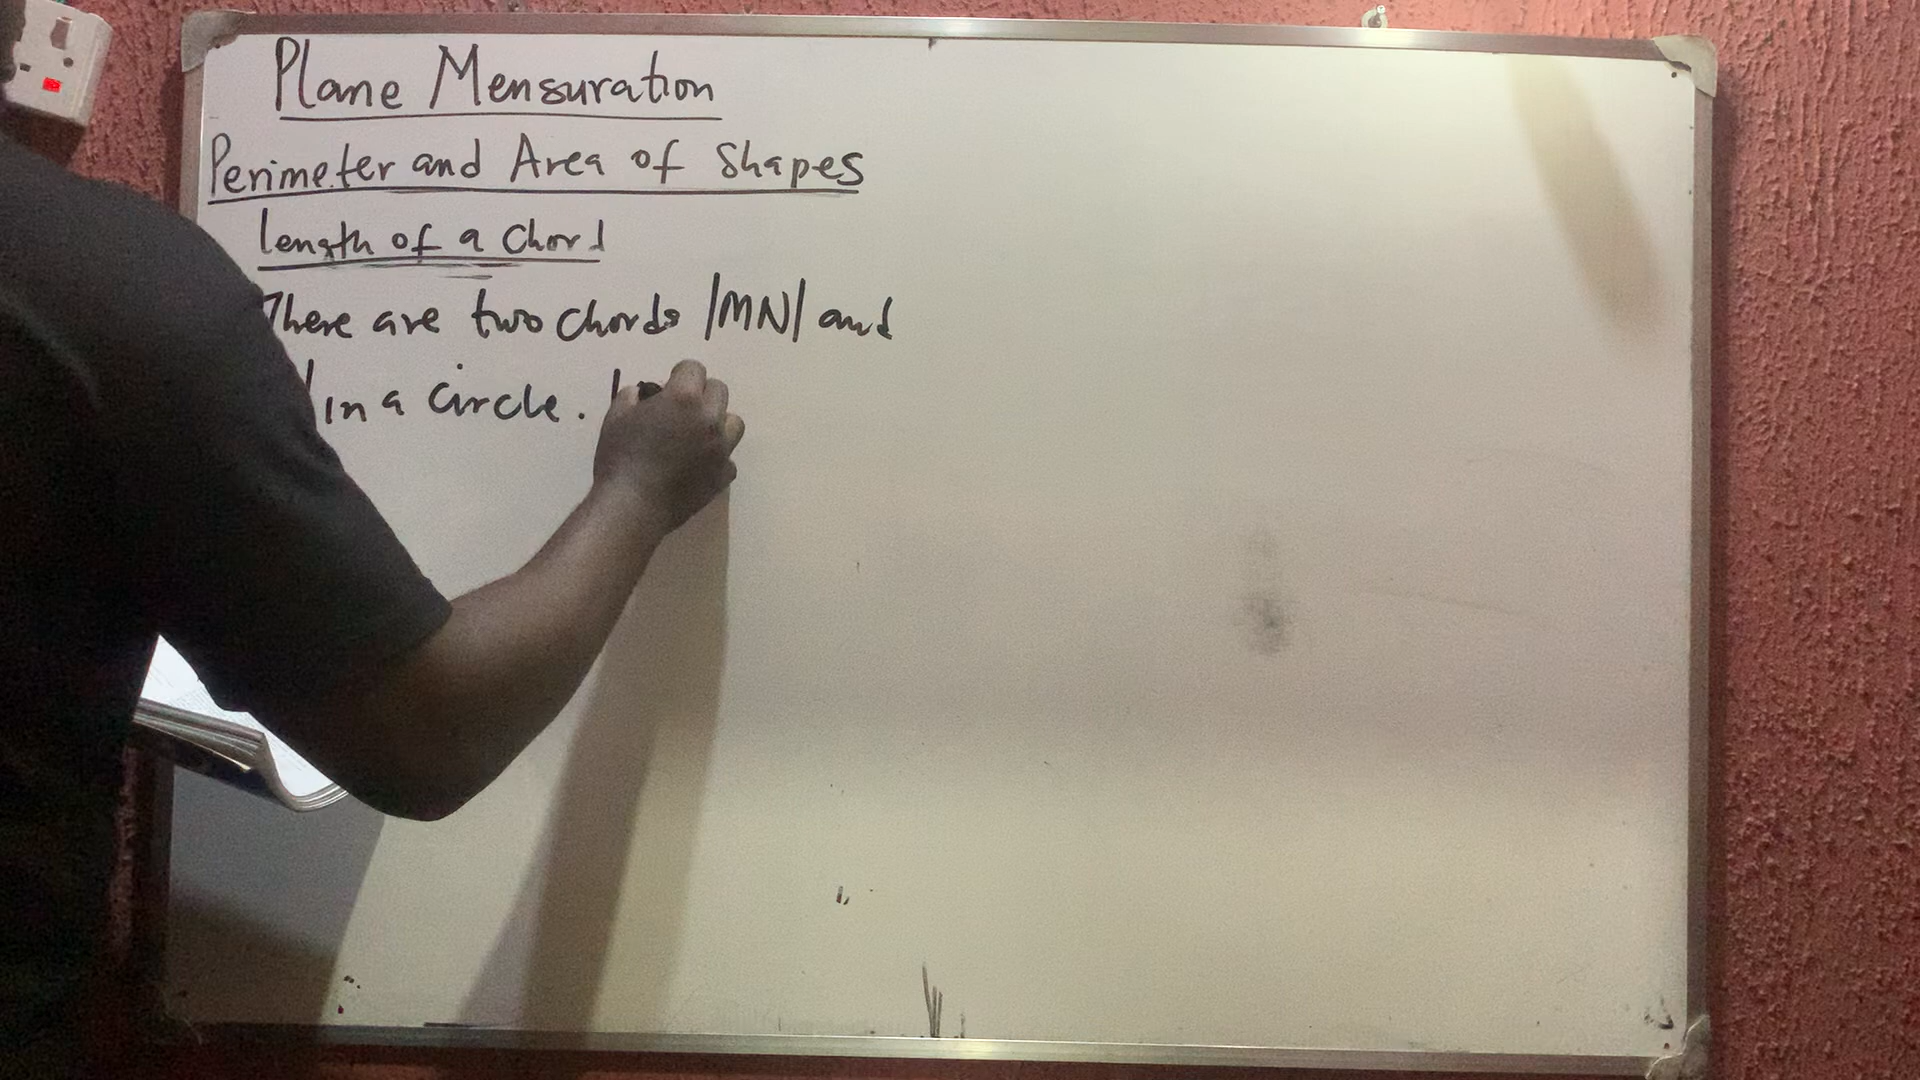 Plane Mensuration
Perimeter and Area of Shapes
Length of a Chord
There are two chords |MN| and
in a circle.